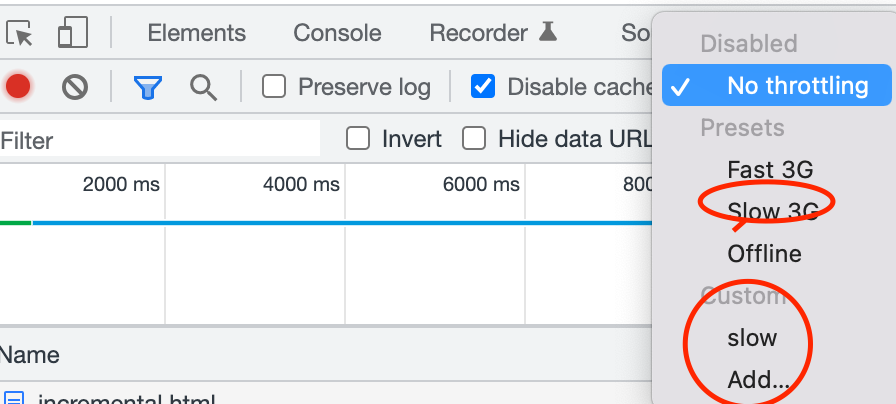 Elements Console Recorder So
Preserve log Disable cache
Filter Invert Hide data URL
2000 ms 4000 ms 6000 ms 800
Name
incremental.html
Disabled
No throttling
Presets
Fast 3G
Slow 3G
Offline
Custom
slow
Add...